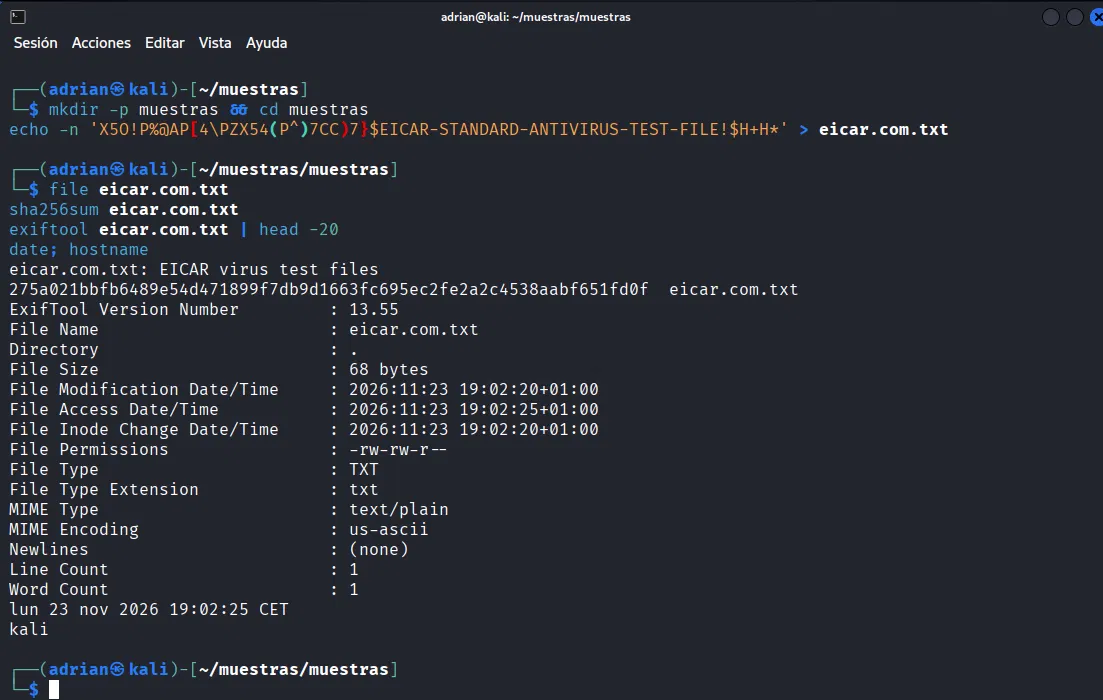 adrian@kali: ~/muestras/muestras
Sesión Acciones Editar Vista Ayuda
┌──(adrian㉿kali)-[~/muestras]
└─$ mkdir -p muestras && cd muestras
echo -n 'X5O!P%@AP[4\PZX54(P^)7CC)7}$EICAR-STANDARD-ANTIVIRUS-TEST-FILE!$H+H*' > eicar.com.txt
┌──(adrian㉿kali)-[~/muestras/muestras]
└─$ file eicar.com.txt
sha256sum eicar.com.txt
exiftool eicar.com.txt | head -20
date; hostname
eicar.com.txt: EICAR virus test files
275a021bbfb6489e54d471899f7db9d1663fc695ec2fe2a2c4538aabf651fd0f  eicar.com.txt
ExifTool Version Number         : 13.55
File Name                       : eicar.com.txt
Directory                       : .
File Size                       : 68 bytes
File Modification Date/Time     : 2026:11:23 19:02:20+01:00
File Access Date/Time           : 2026:11:23 19:02:25+01:00
File Inode Change Date/Time     : 2026:11:23 19:02:20+01:00
File Permissions                : -rw-rw-r--
File Type                       : TXT
File Type Extension             : txt
MIME Type                       : text/plain
MIME Encoding                   : us-ascii
Newlines                        : (none)
Line Count                      : 1
Word Count                      : 1
lun 23 nov 2026 19:02:25 CET
kali
┌──(adrian㉿kali)-[~/muestras/muestras]
└─$